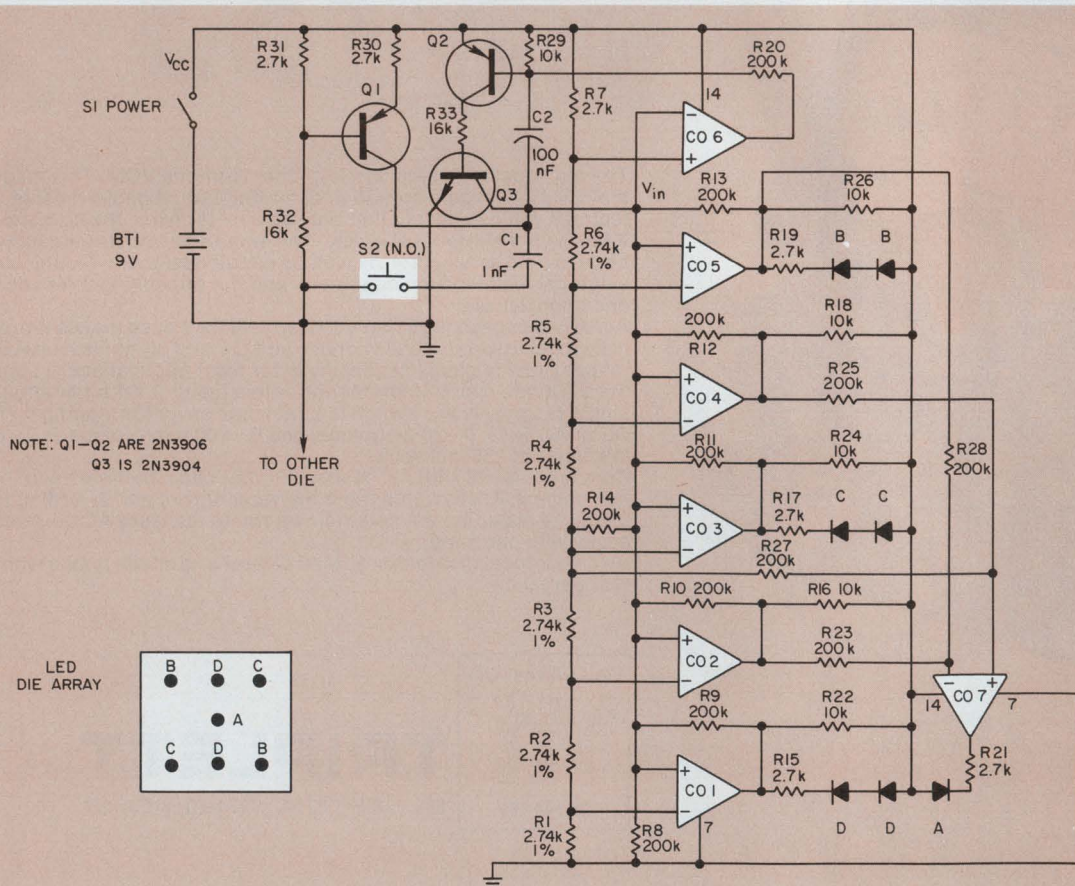 R31
2.7k
R30
2.7k
Q2
R29
10k
R20
200k
VCC
S1 POWER
Q1
R33
16k
C2
100
nF
R7
2.7k
14
−
CO 6
+
Q3
Vin
R13
200k
R26
10k
R32
16k
BT1
9V
S2 (N.O.)
C1
1nF
R6
2.74k
1%
+
CO 5
−
R19
2.7k
B
B
R18
10k
200k
R12
R5
2.74k
1%
R25
200k
+
CO 4
−
NOTE: Q1–Q2 ARE 2N3906
Q3 IS 2N3904
TO OTHER
DIE
R4
2.74k
1%
R11
200k
R24
10k
R28
200k
R14
200k
+
CO 3
−
R17
2.7k
C
C
R27
200k
R10 200k
R16 10k
R3
2.74k
1%
+
CO 2
−
R23
200k
LED
DIE ARRAY
B
D
C
A
C
D
B
R9
200k
R22
10k
−
+
14
CO 7
7
R2
2.74k
1%
+
CO 1
−
R15
2.7k
R21
2.7k
D
D
A
R1
2.74k
1%
R8
200k
7